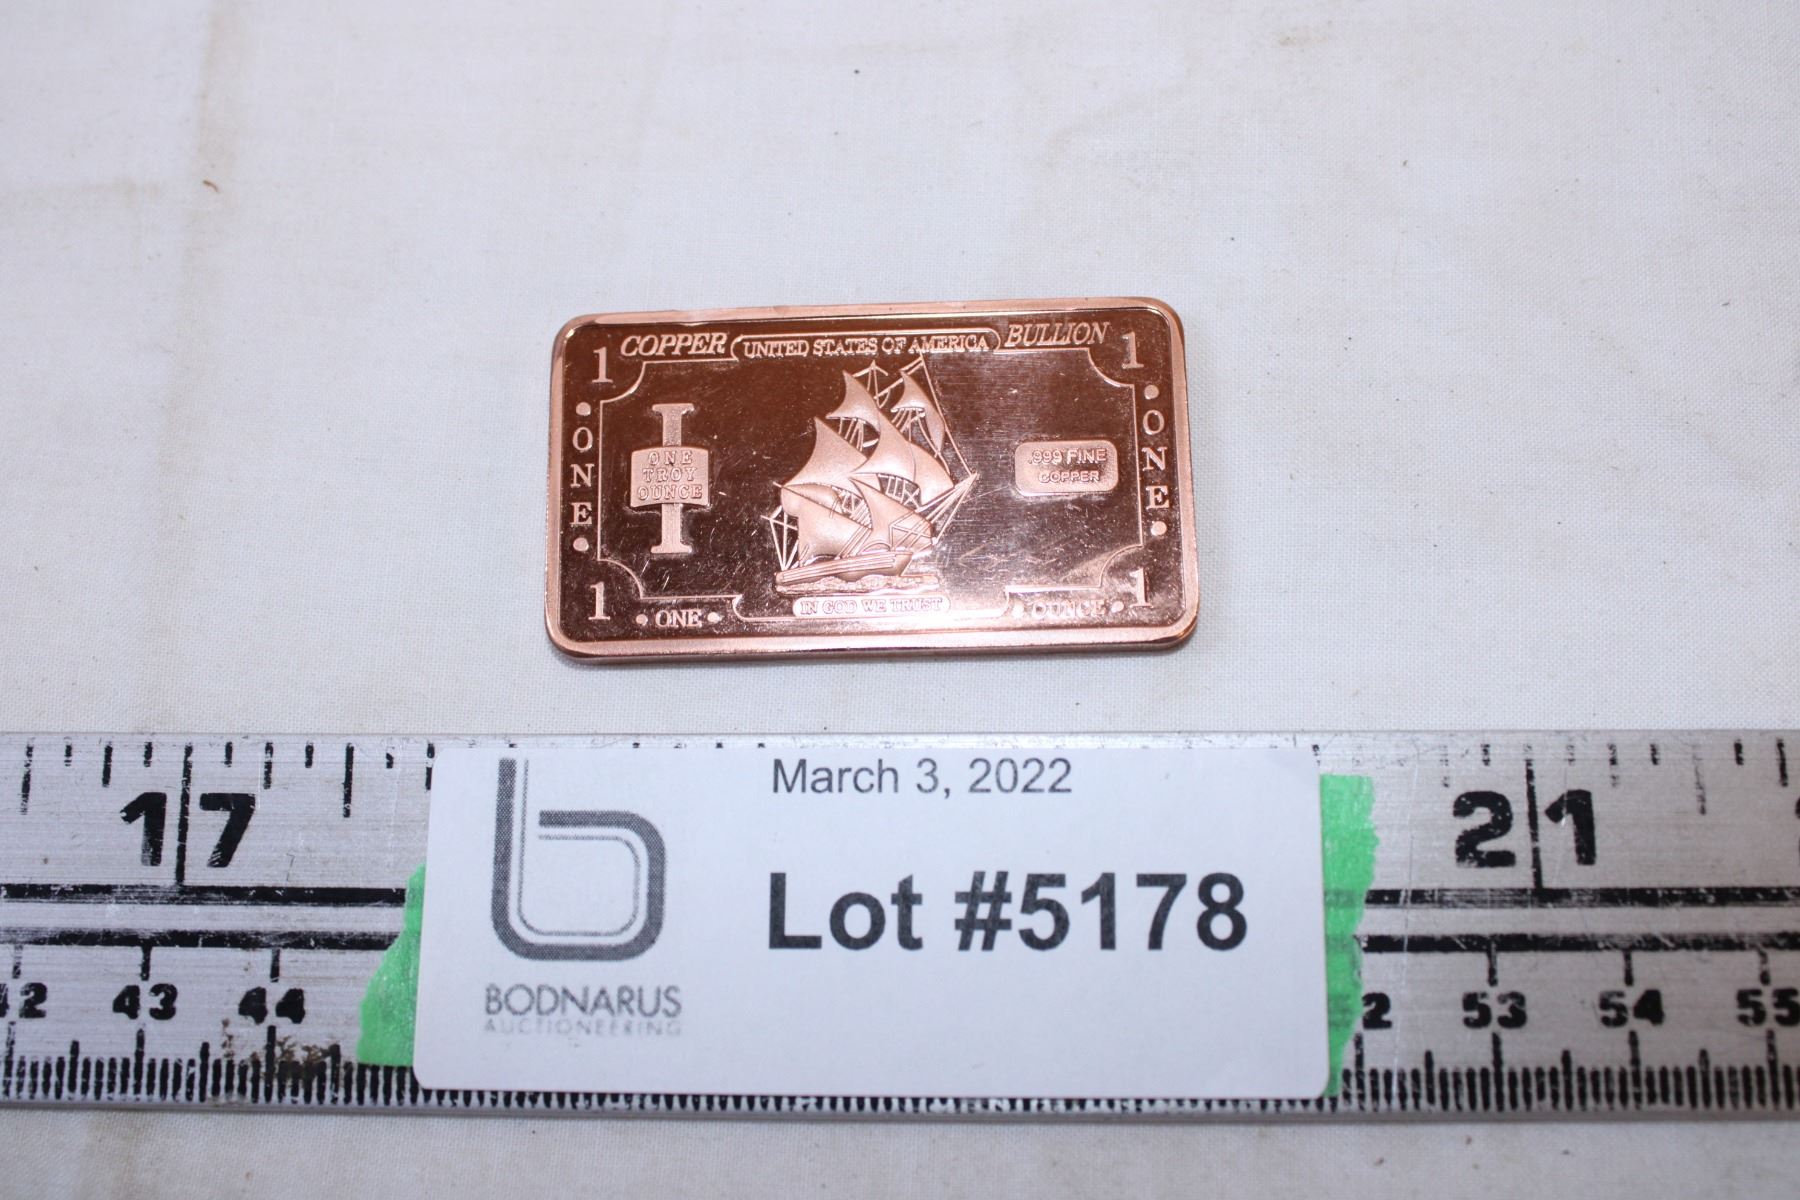 COPPER UNITED STATES OF AMERICA BULLION
1 1
ONE
ONE TROY OUNCE
.999 FINE
COPPER
ONE
IN GOD WE TRUST
1 ONE OUNCE 1
17 21
March 3, 2022
Lot #5178
BODNARUS
AUCTIONEERING
43 44 53 54 55